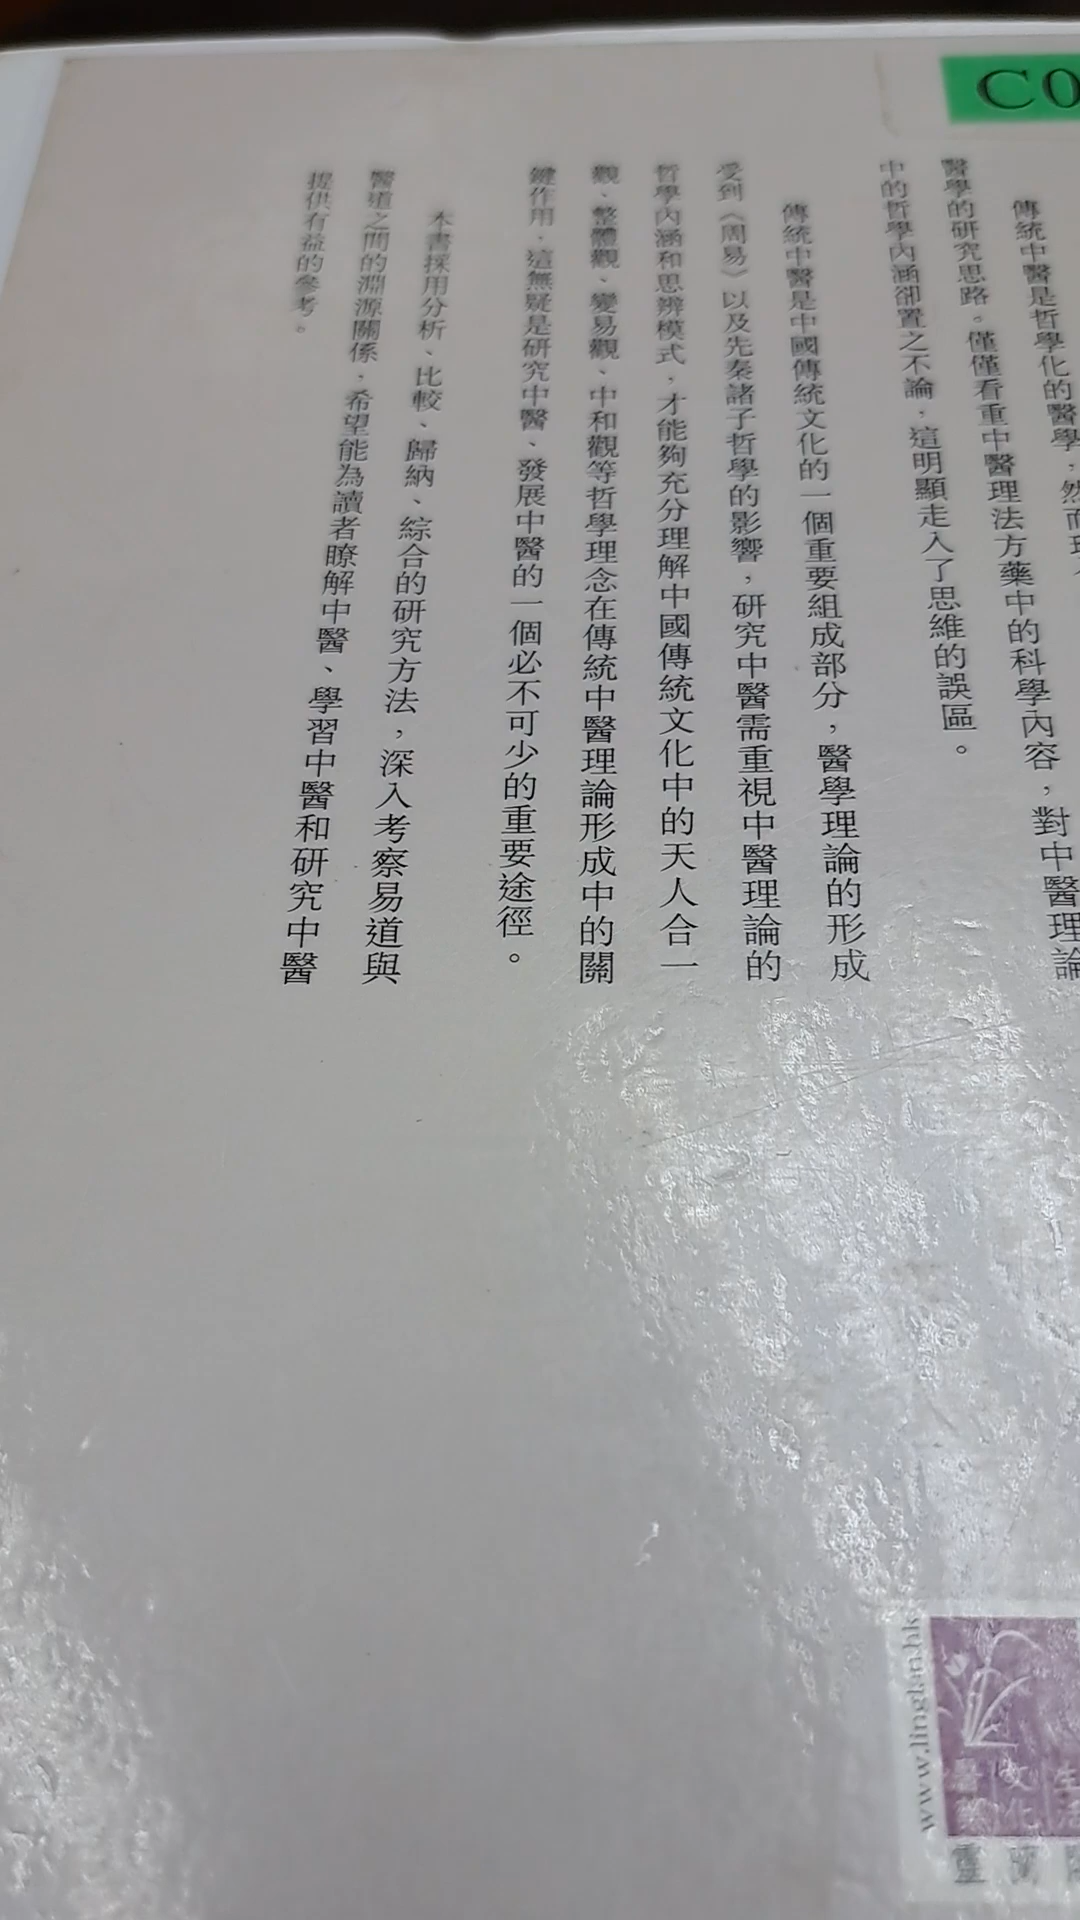 C0
傳統中醫是哲學化的醫學，然而
醫學的研究思路。僅僅看重中醫理法方藥中的科學內容，對中醫理論
中的哲學內涵卻置之不論，這明顯走入了思維的誤區。
傳統中醫是中國傳統文化的一個重要組成部分，醫學理論的形成
受到《周易》以及先秦諸子哲學的影響，研究中醫需重視中醫理論的
哲學內涵和思辨模式，才能夠充分理解中國傳統文化中的天人合一
觀、整體觀、變易觀、中和觀等哲學理念在傳統中醫理論形成中的關
鍵作用，這無疑是研究中醫、發展中醫的一個必不可少的重要途徑。
本書採用分析、比較、歸納、綜合的研究方法，深入考察易道與
醫道之間的淵源關係，希望能為讀者瞭解中醫、學習中醫和研究中醫
提供有益的參考。
www.linglan.hk
醫藥
文化
生活
靈蘭